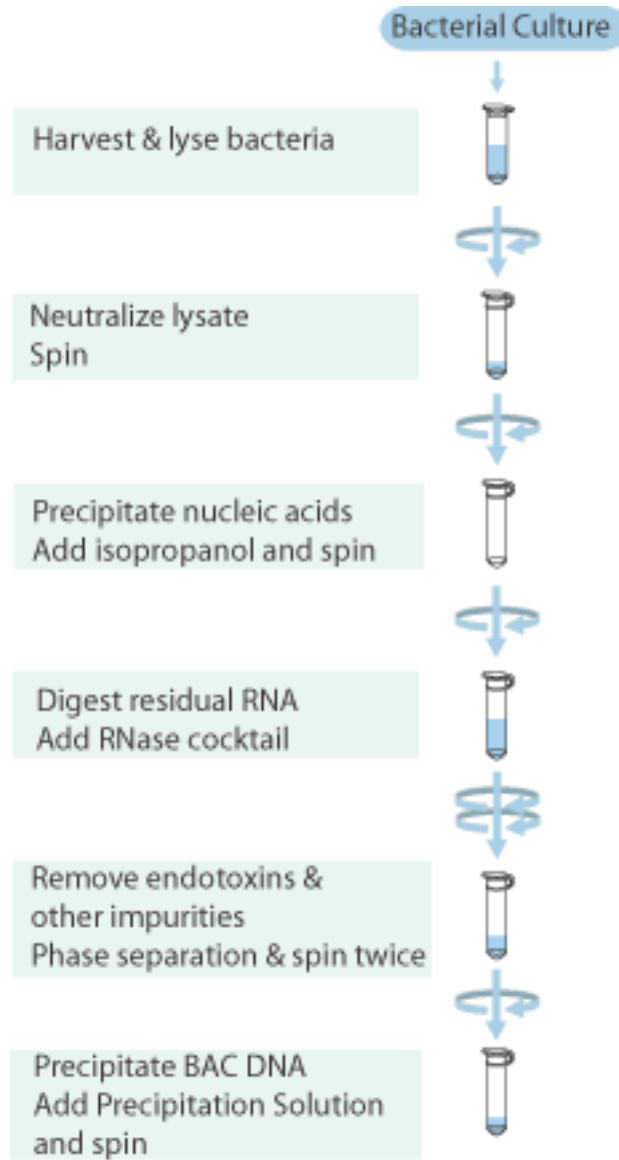 Bacterial Culture
Harvest & lyse bacteria
Neutralize lysate
Spin
Precipitate nucleic acids
Add isopropanol and spin
Digest residual RNA
Add RNase cocktail
Remove endotoxins &
other impurities
Phase separation & spin twice
Precipitate BAC DNA
Add Precipitation Solution
and spin